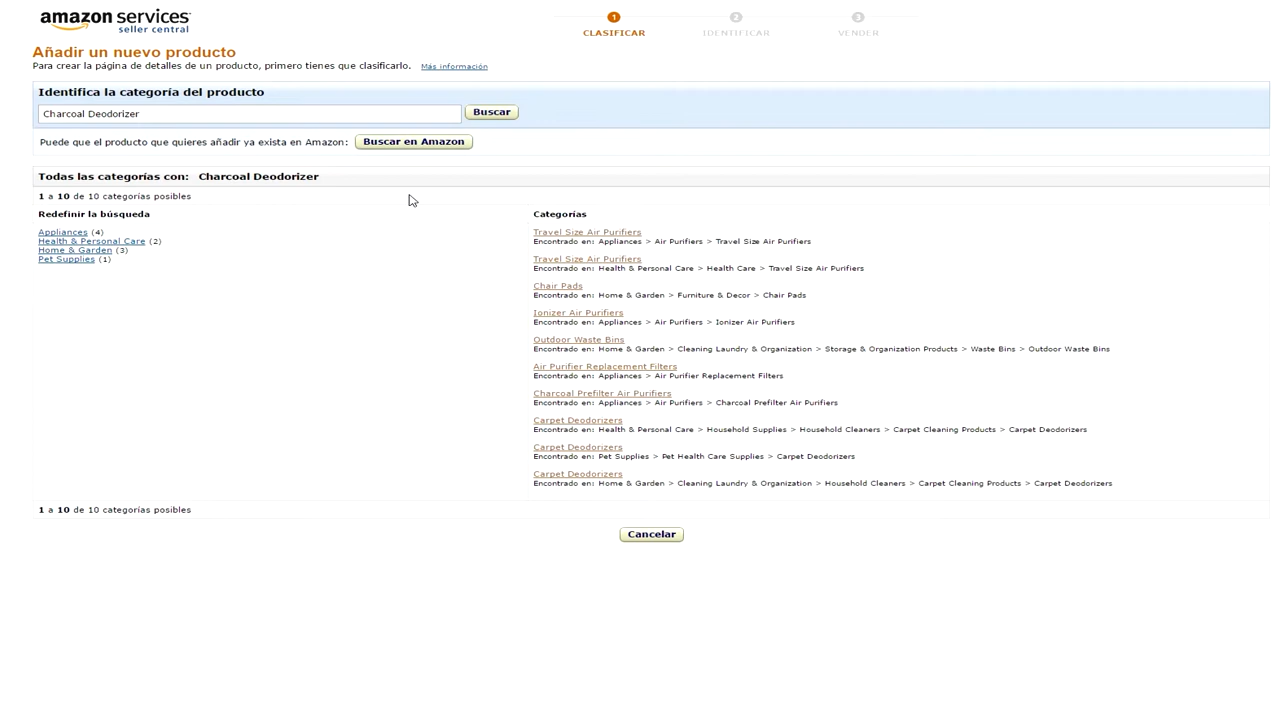 amazon services
seller central
1 2 3
CLASIFICAR IDENTIFICAR VENDER
Añadir un nuevo producto
Para crear la página de detalles de un producto, primero tienes que clasificarlo. Más información
Identifica la categoría del producto
Charcoal Deodorizer Buscar
Puede que el producto que quieres añadir ya exista en Amazon: Buscar en Amazon
Todas las categorías con: Charcoal Deodorizer
1 a 10 de 10 categorías posibles
Redefinir la búsqueda
Appliances (4)
Health & Personal Care (2)
Home & Garden (3)
Pet Supplies (1)
Categorías
Travel Size Air Purifiers
Encontrado en: Appliances > Air Purifiers > Travel Size Air Purifiers
Travel Size Air Purifiers
Encontrado en: Health & Personal Care > Health Care > Travel Size Air Purifiers
Chair Pads
Encontrado en: Home & Garden > Furniture & Decor > Chair Pads
Ionizer Air Purifiers
Encontrado en: Appliances > Air Purifiers > Ionizer Air Purifiers
Outdoor Waste Bins
Encontrado en: Home & Garden > Cleaning Laundry & Organization > Storage & Organization Products > Waste Bins > Outdoor Waste Bins
Air Purifier Replacement Filters
Encontrado en: Appliances > Air Purifier Replacement Filters
Charcoal Prefilter Air Purifiers
Encontrado en: Appliances > Air Purifiers > Charcoal Prefilter Air Purifiers
Carpet Deodorizers
Encontrado en: Health & Personal Care > Household Supplies > Household Cleaners > Carpet Cleaning Products > Carpet Deodorizers
Carpet Deodorizers
Encontrado en: Pet Supplies > Pet Health Care Supplies > Carpet Deodorizers
Carpet Deodorizers
Encontrado en: Home & Garden > Cleaning Laundry & Organization > Household Cleaners > Carpet Cleaning Products > Carpet Deodorizers
1 a 10 de 10 categorías posibles
Cancelar